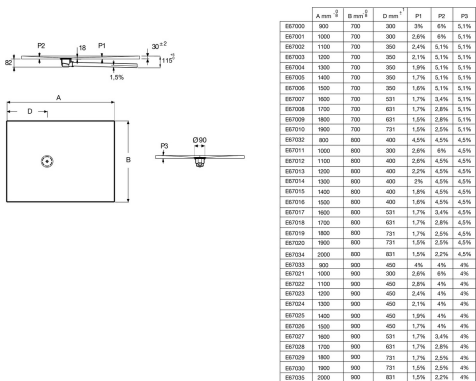 P2 18 P1 30 ±2
82 115
1,5%
A
D
B
P3 Ø90
A mm B mm D mm P1 P2 P3
E67000 900 700 300 3% 6% 5,1%
E67001 1000 700 300 2,6% 6% 5,1%
E67002 1100 700 350 2,4% 5,1% 5,1%
E67003 1200 700 350 2,1% 5,1% 5,1%
E67004 1300 700 350 1,9% 5,1% 5,1%
E67005 1400 700 350 1,7% 5,1% 5,1%
E67006 1500 700 350 1,6% 5,1% 5,1%
E67007 1600 700 531 1,7% 3,4% 5,1%
E67008 1700 700 631 1,7% 2,8% 5,1%
E67009 1800 700 631 1,5% 2,8% 5,1%
E67010 1900 700 731 1,5% 2,5% 5,1%
E67032 800 800 400 4,5% 4,5% 4,5%
E67011 1000 800 300 2,6% 6% 4,5%
E67012 1100 800 400 2,6% 4,5% 4,5%
E67013 1200 800 400 2,2% 4,5% 4,5%
E67014 1300 800 400 2% 4,5% 4,5%
E67015 1400 800 400 1,8% 4,5% 4,5%
E67016 1500 800 400 1,6% 4,5% 4,5%
E67017 1600 800 531 1,7% 3,4% 4,5%
E67018 1700 800 631 1,7% 2,8% 4,5%
E67019 1800 800 731 1,7% 2,5% 4,5%
E67020 1900 800 731 1,5% 2,5% 4,5%
E67034 2000 800 831 1,5% 2,2% 4,5%
E67033 900 900 450 4% 4% 4%
E67021 1000 900 300 2,6% 6% 4%
E67022 1100 900 450 2,8% 4% 4%
E67023 1200 900 450 2,4% 4% 4%
E67024 1300 900 450 2,1% 4% 4%
E67025 1400 900 450 1,9% 4% 4%
E67026 1500 900 450 1,7% 4% 4%
E67027 1600 900 531 1,7% 3,4% 4%
E67028 1700 900 631 1,7% 2,8% 4%
E67029 1800 900 731 1,7% 2,5% 4%
E67030 1900 900 731 1,5% 2,5% 4%
E67035 2000 900 831 1,5% 2,2% 4%